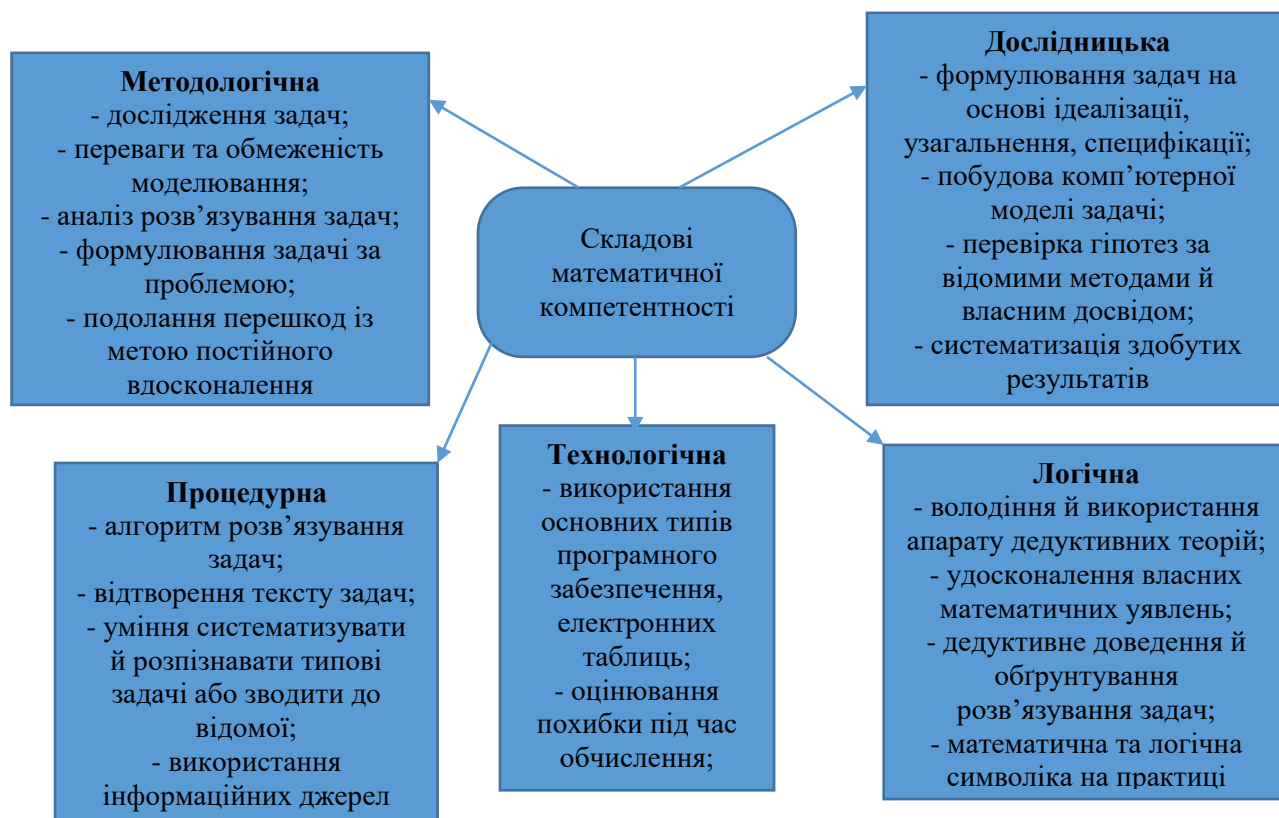 Методологічна
- дослідження задач;
- переваги та обмеженість
моделювання;
- аналіз розв’язування задач;
- формулювання задачі за
проблемою;
- подолання перешкод із
метою постійного
вдосконалення
Дослідницька
- формулювання задач на
основі ідеалізації,
узагальнення, специфікації;
- побудова комп’ютерної
моделі задачі;
- перевірка гіпотез за
відомими методами й
власним досвідом;
- систематизація здобутих
результатів
Складові
математичної
компетентності
Процедурна
- алгоритм розв’язування
задач;
- відтворення тексту задач;
- уміння систематизувати
й розпізнавати типові
задачі або зводити до
відомої;
- використання
інформаційних джерел
Технологічна
- використання
основних типів
програмного
забезпечення,
електронних
таблиць;
- оцінювання
похибки під час
обчислення;
Логічна
- володіння й використання
апарату дедуктивних теорій;
- удосконалення власних
математичних уявлень;
- дедуктивне доведення й
обґрунтування
розв’язування задач;
- математична та логічна
символіка на практиці